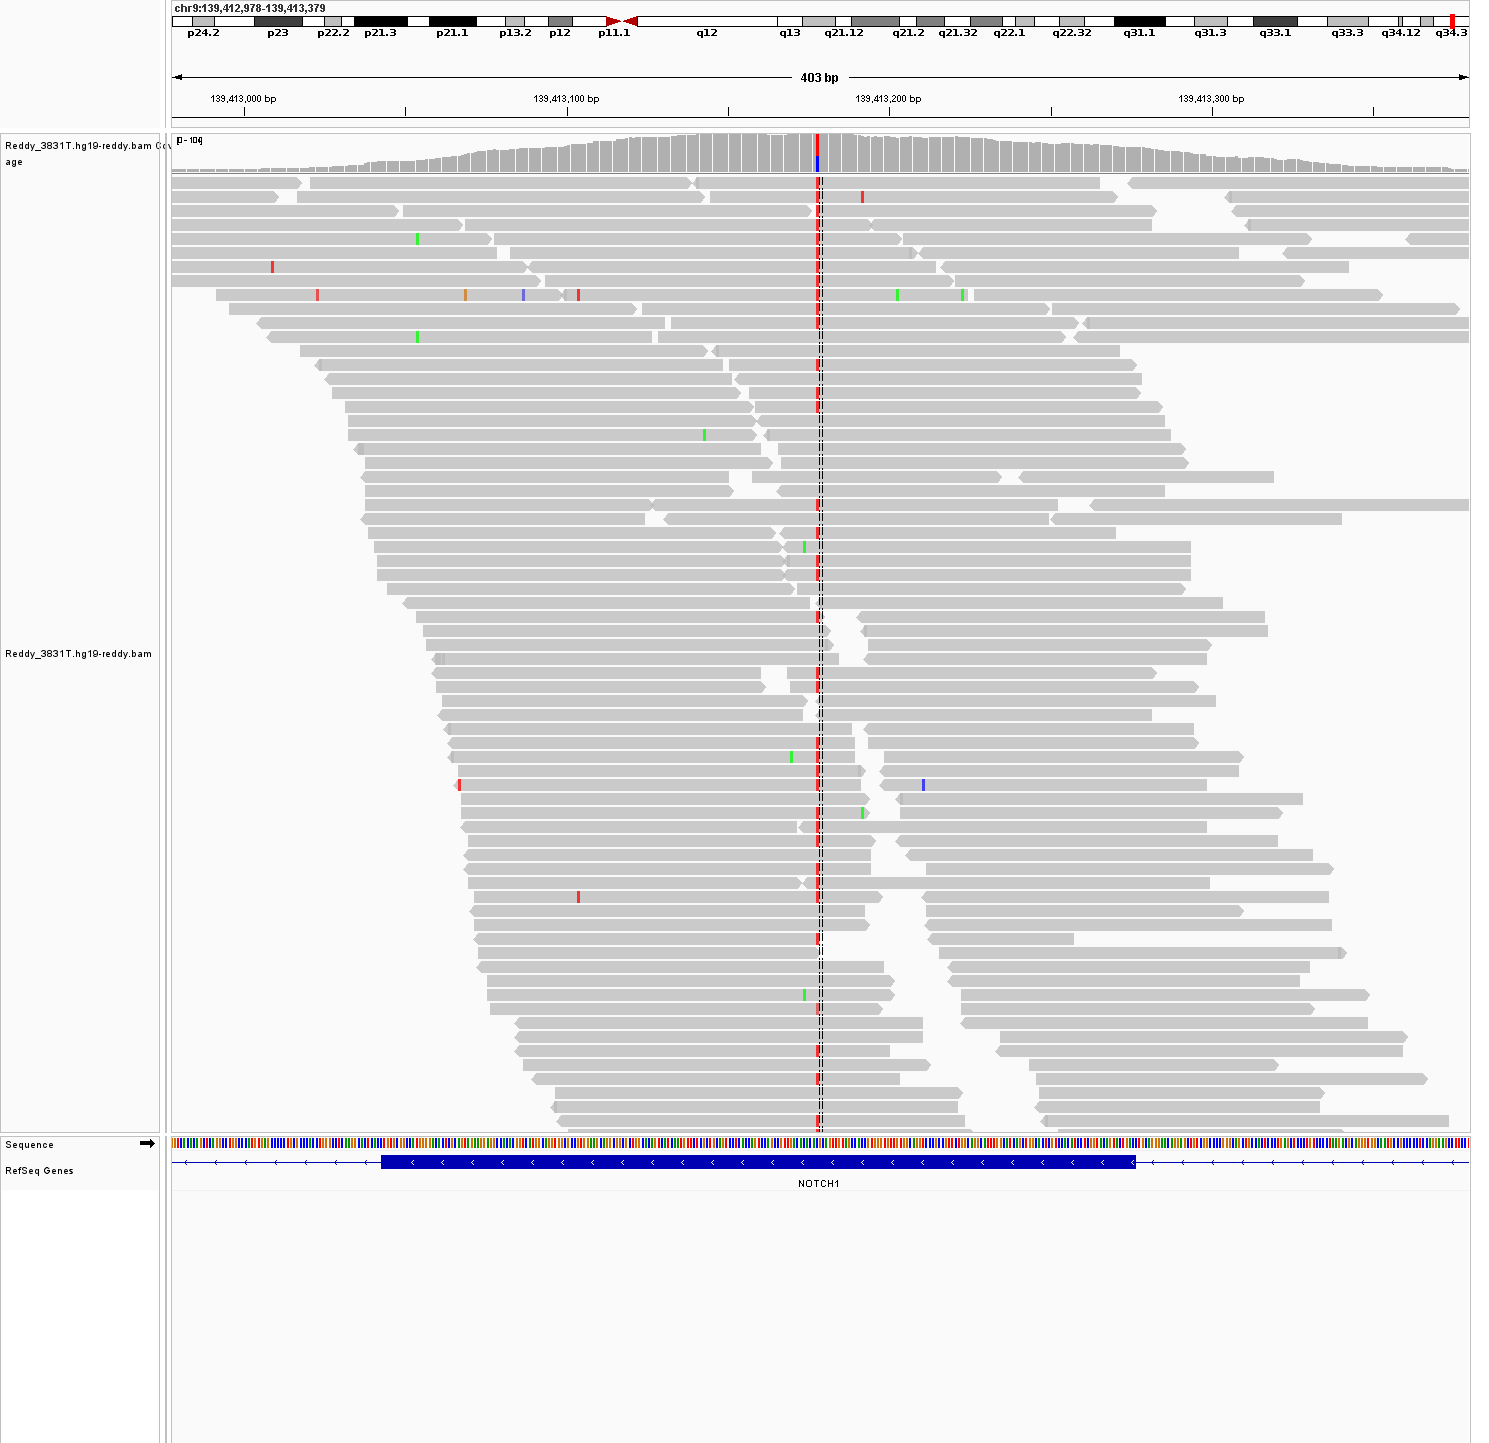 chr9:139,412,978-139,413,379
p24.2 p23 p22.2 p21.3 p21.1 p13.2 p12 p11.1 q12 q13 q21.12 q21.2 q21.32 q22.1 q22.32 q31.1 q31.3 q33.1 q33.3 q34.12 q34.3
403 bp
139,413,000 bp 139,413,100 bp 139,413,200 bp 139,413,300 bp
Reddy_3831T.hg19-reddy.bam Cov
age
[0 - 104]
Reddy_3831T.hg19-reddy.bam
Sequence
RefSeq Genes
NOTCH1